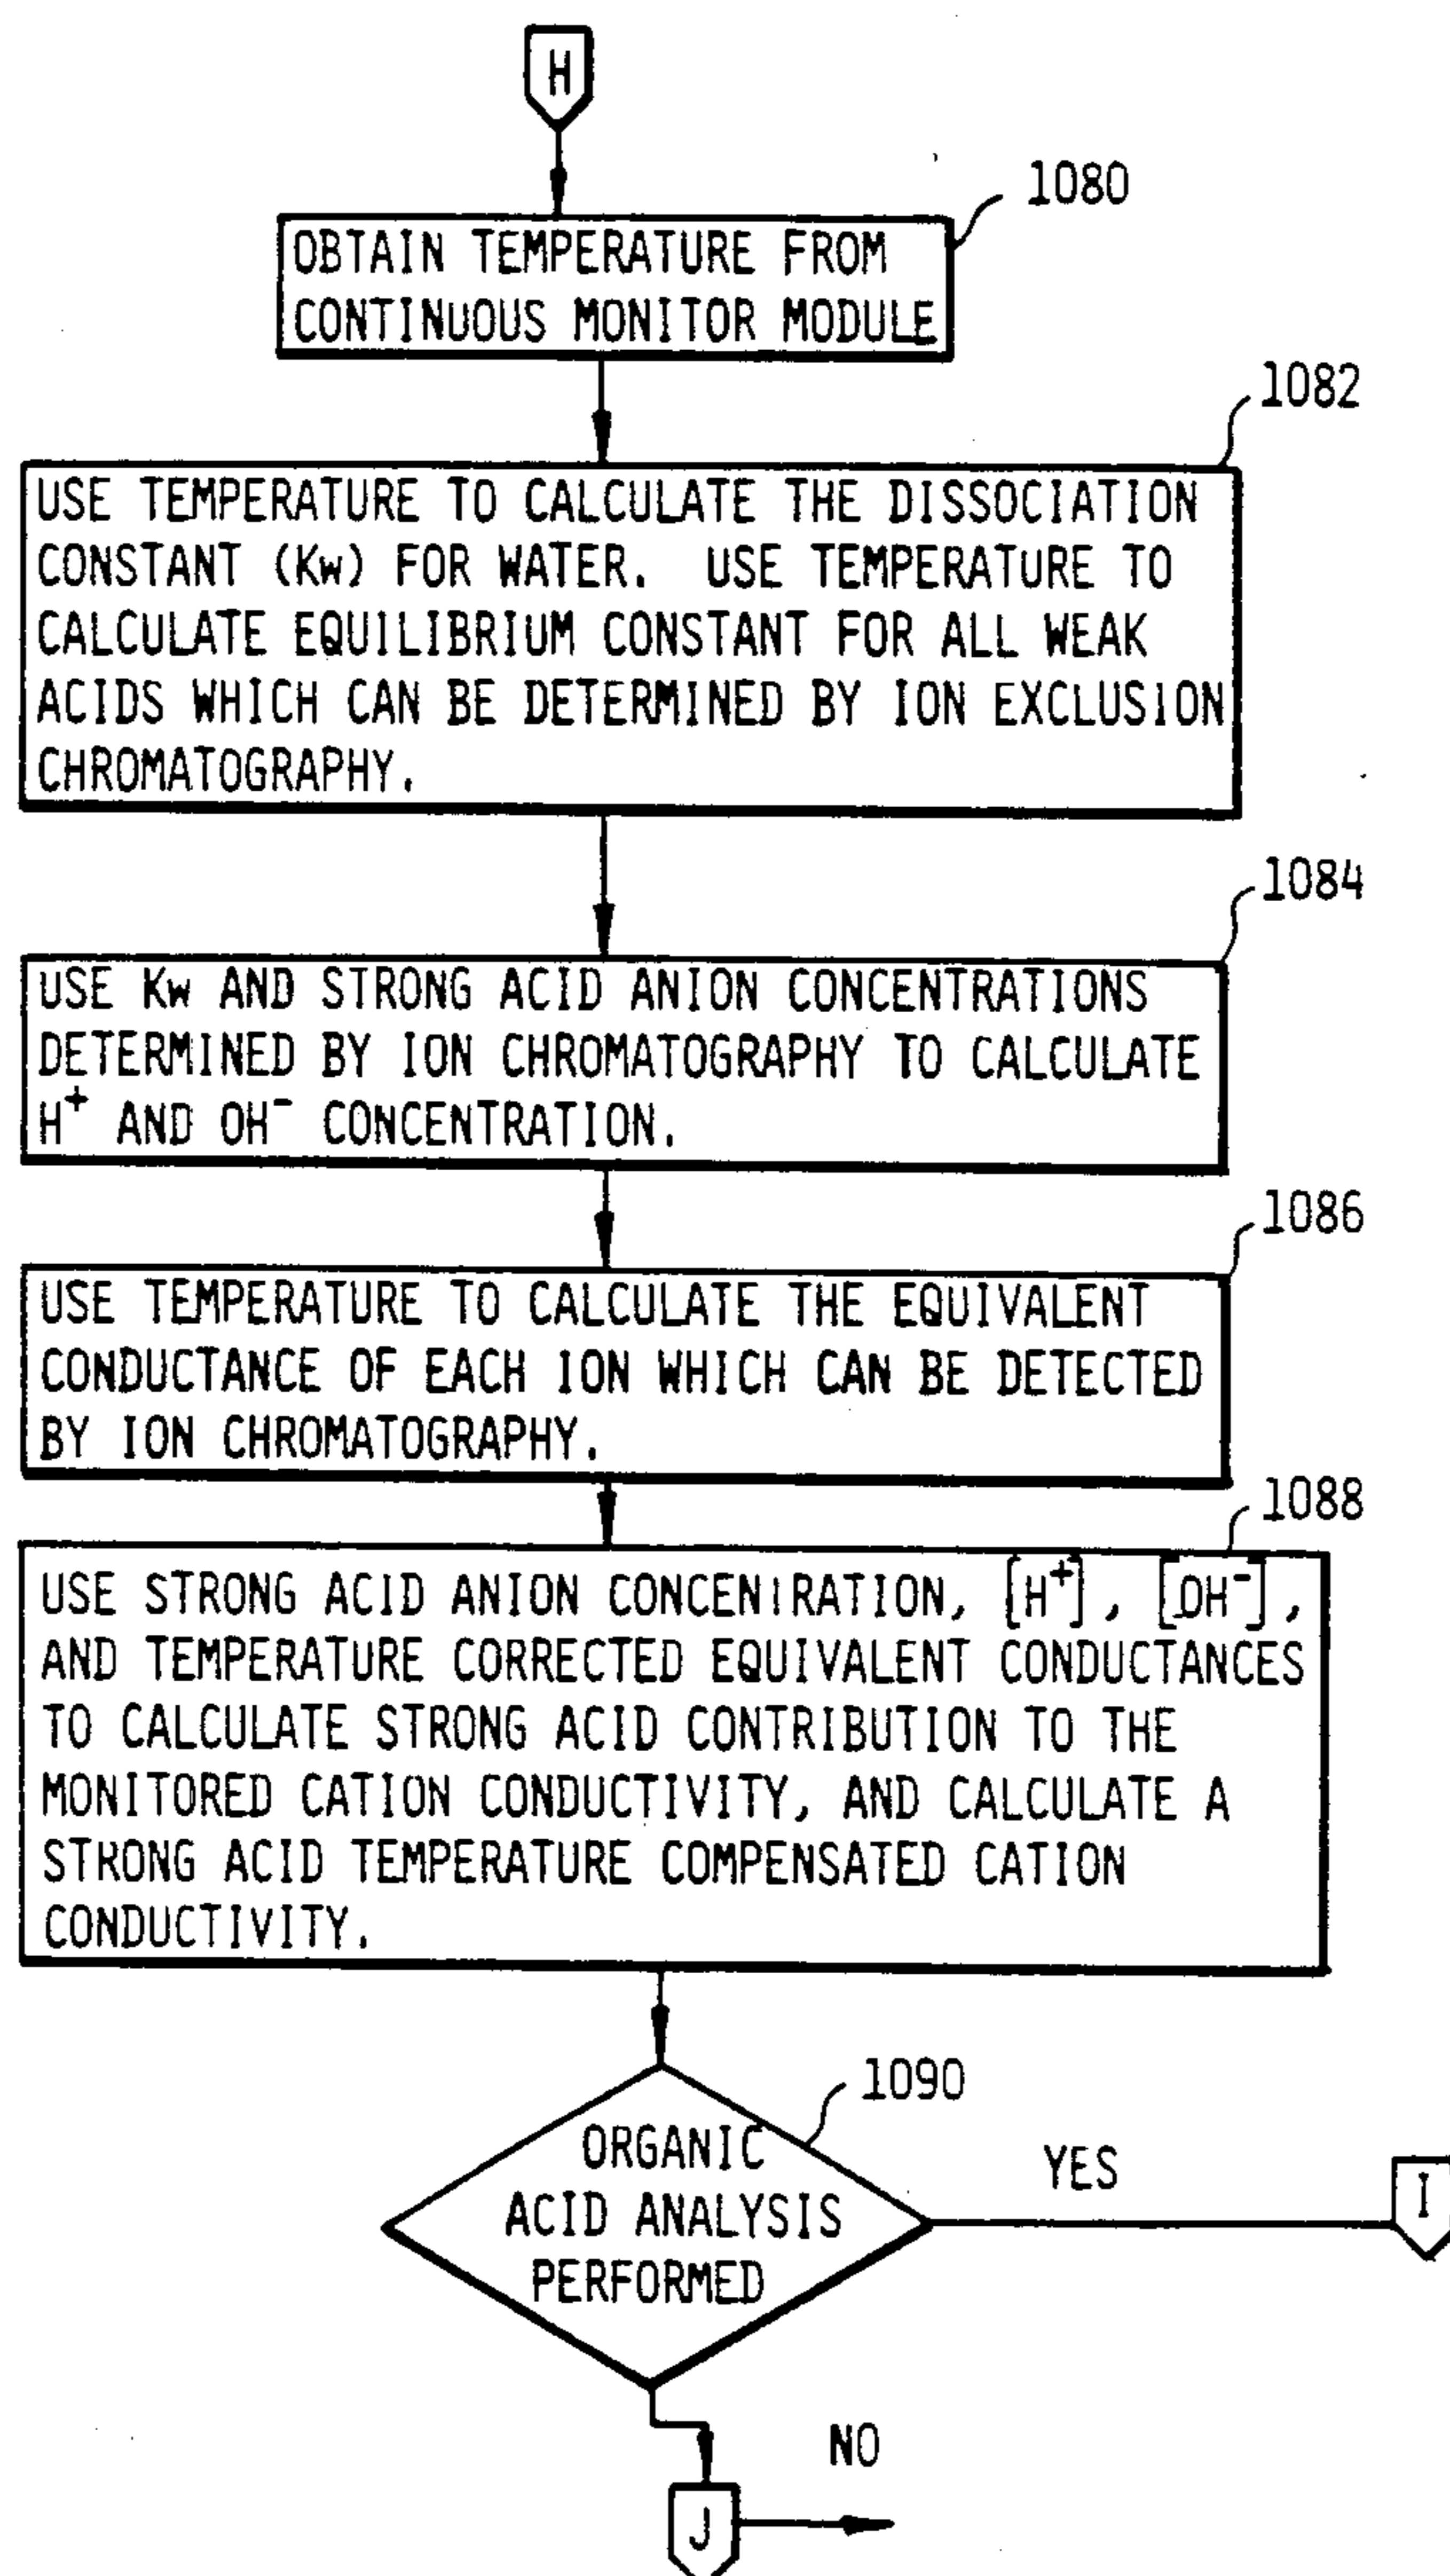 H
1080
OBTAIN TEMPERATURE FROM
CONTINUOUS MONITOR MODULE
1082
USE TEMPERATURE TO CALCULATE THE DISSOCIATION
CONSTANT (Kw) FOR WATER. USE TEMPERATURE TO
CALCULATE EQUILIBRIUM CONSTANT FOR ALL WEAK
ACIDS WHICH CAN BE DETERMINED BY ION EXCLUSION
CHROMATOGRAPHY.
1084
USE Kw AND STRONG ACID ANION CONCENTRATIONS
DETERMINED BY ION CHROMATOGRAPHY TO CALCULATE
H⁺ AND OH⁻ CONCENTRATION.
1086
USE TEMPERATURE TO CALCULATE THE EQUIVALENT
CONDUCTANCE OF EACH ION WHICH CAN BE DETECTED
BY ION CHROMATOGRAPHY.
1088
USE STRONG ACID ANION CONCENTRATION, [H⁺], [OH⁻],
AND TEMPERATURE CORRECTED EQUIVALENT CONDUCTANCES
TO CALCULATE STRONG ACID CONTRIBUTION TO THE
MONITORED CATION CONDUCTIVITY, AND CALCULATE A
STRONG ACID TEMPERATURE COMPENSATED CATION
CONDUCTIVITY.
1090
ORGANIC
ACID ANALYSIS
PERFORMED
YES
I
NO
J